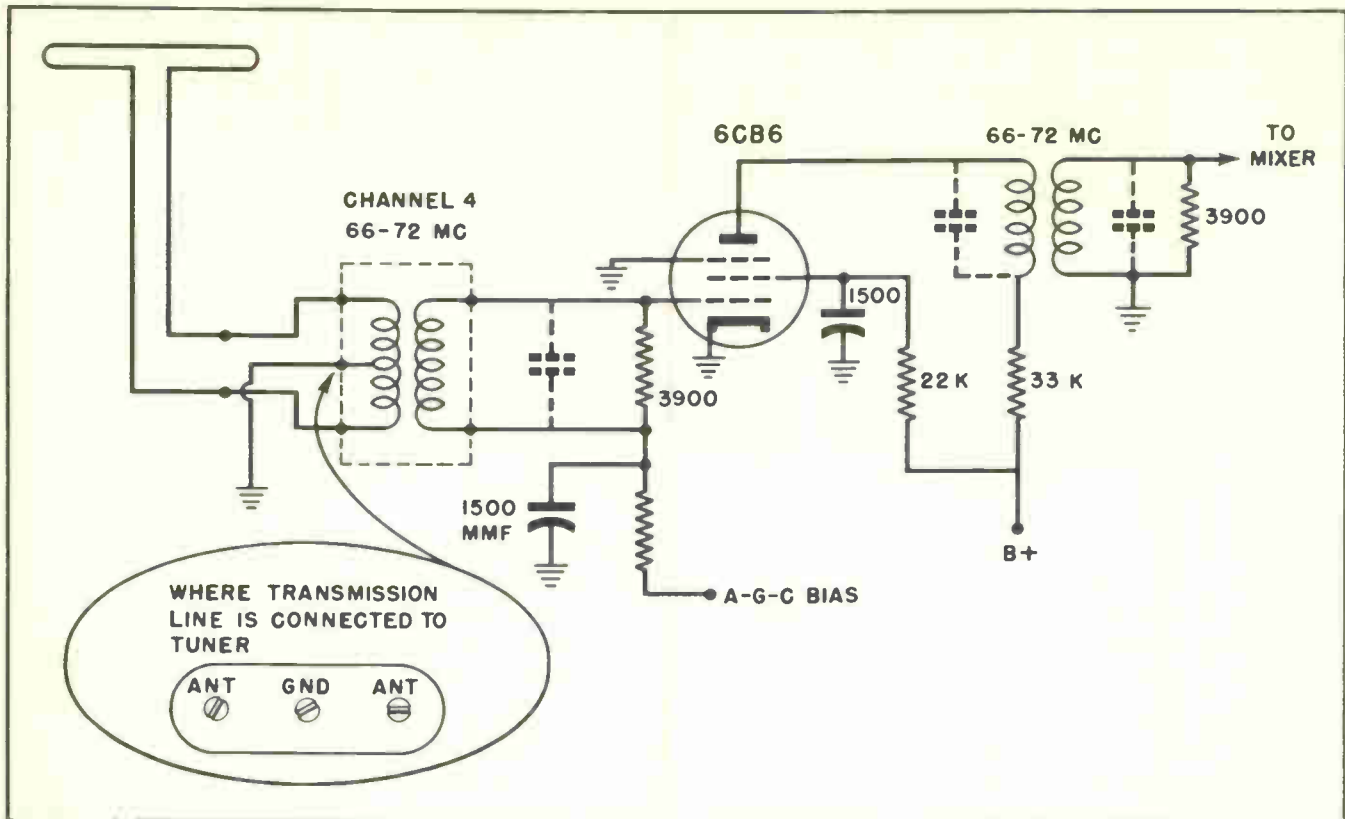 6CB6
66-72 MC
TO
MIXER
CHANNEL 4
66-72 MC
3900
1500
3900
22 K
33 K
1500
MMF
B+
A-G-C BIAS
WHERE TRANSMISSION
LINE IS CONNECTED TO
TUNER
ANT GND ANT